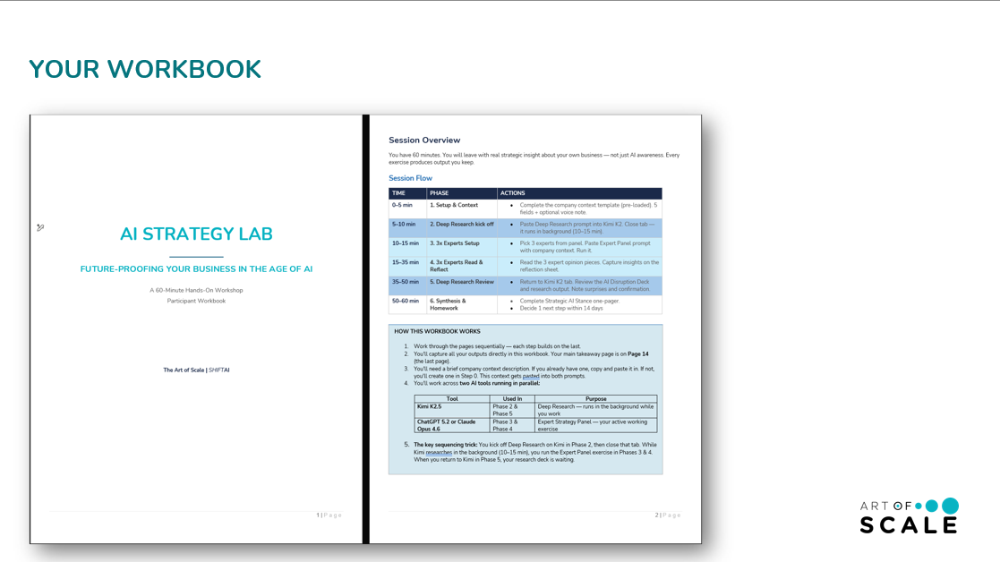 YOUR WORKBOOK
AI STRATEGY LAB
FUTURE-PROOFING YOUR BUSINESS IN THE AGE OF AI
A 60-Minute Hands-On Workshop
Participant Workbook
The Art of Scale | SHIFTAI
1 | Page
Session Overview
You have 60 minutes. You will leave with real strategic insight about your own business — not just AI awareness. Every
exercise produces output you keep.
Session Flow
TIME PHASE ACTIONS
0–5 min 1. Setup & Context • Complete the company context template (pre-loaded). 5
fields + optional voice note.
5–10 min 2. Deep Research kick off • Paste Deep Research prompt into Kimi K2. Close tab —
it runs in background (10–15 min).
10–15 min 3. 3x Experts Setup • Pick 3 experts from panel. Paste Expert Panel prompt
with company context. Run it.
15–35 min 4. 3x Experts Read &
Reflect • Read the 3 expert opinion pieces. Capture insights on the
reflection sheet.
35–50 min 5. Deep Research Review • Return to Kimi K2 tab. Review the AI Disruption Deck
and research output. Note surprises and confirmation.
50–60 min 6. Synthesis &
Homework • Complete Strategic AI Stance one-pager.
• Decide 1 next step within 14 days
HOW THIS WORKBOOK WORKS
1. Work through the pages sequentially — each step builds on the last.
2. You'll capture all your outputs directly in this workbook. Your main takeaway page is on Page 14
(the last page).
3. You'll need a brief company context description. If you already have one, copy and paste it in. If not,
you'll create one in Step 0. This context gets pasted into both prompts.
4. You'll work across two AI tools running in parallel:
Tool Used In Purpose
Kimi K2.5 Phase 2 &
Phase 5 Deep Research — runs in the background while
you work
ChatGPT 5.2 or Claude
Opus 4.6 Phase 3 &
Phase 4 Expert Strategy Panel — your active working
exercise
5. The key sequencing trick: You kick off Deep Research on Kimi in Phase 2, then close that tab. While
Kimi researches in the background (10–15 min), you run the Expert Panel exercise in Phases 3 & 4.
When you return to Kimi in Phase 5, your research deck is waiting.
2 | Page
ART OF
SCALE